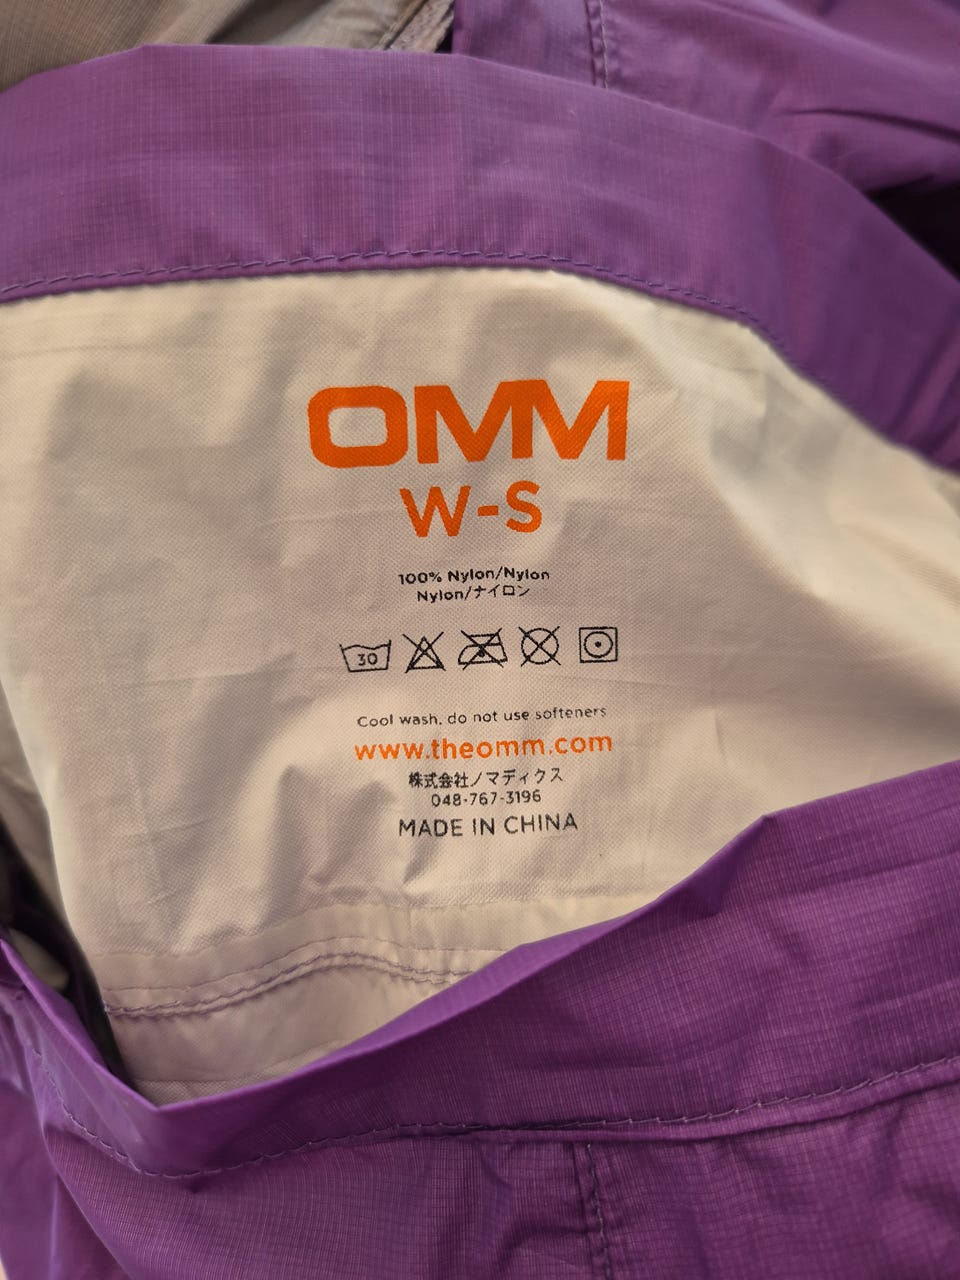 OMM
W-S
100% Nylon/Nylon
Nylon/ナイロン
30
Cool wash, do not use softeners
www.theomm.com
株式会社ノマディクス
048-767-3196
MADE IN CHINA